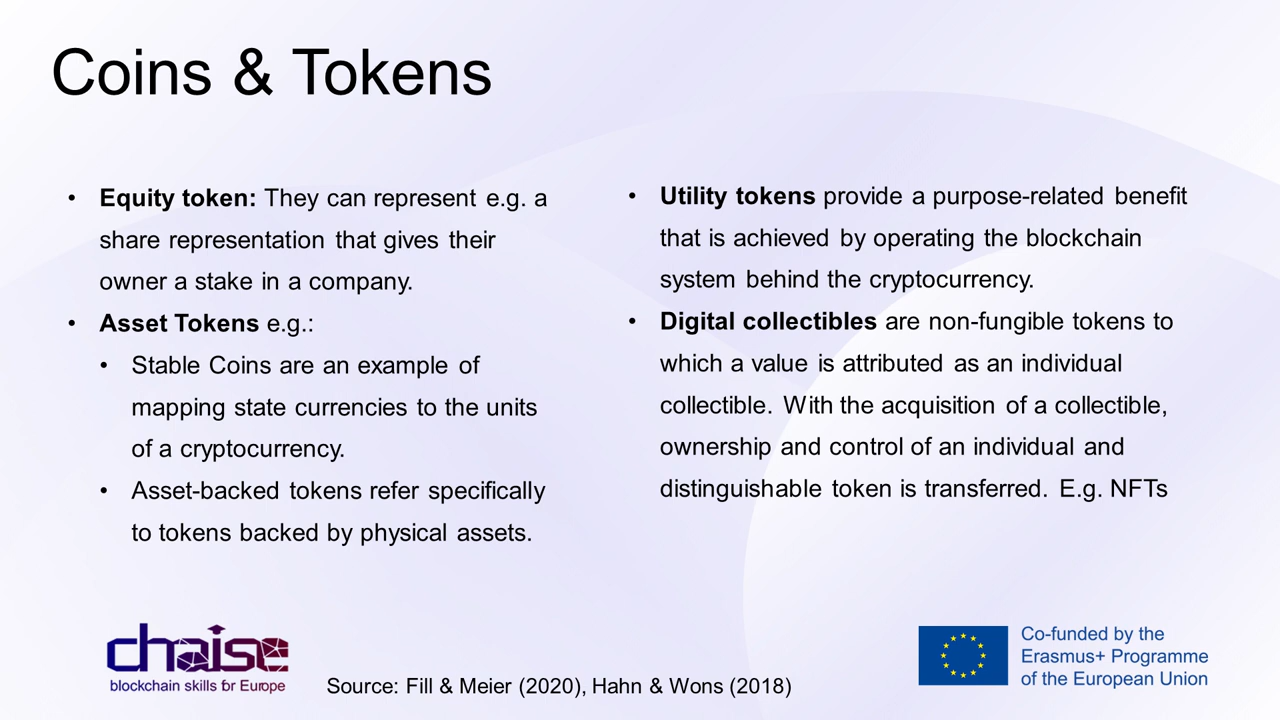 Coins & Tokens
• Equity token: They can represent e.g. a
share representation that gives their
owner a stake in a company.
• Asset Tokens e.g.:
• Stable Coins are an example of
mapping state currencies to the units
of a cryptocurrency.
• Asset-backed tokens refer specifically
to tokens backed by physical assets.
• Utility tokens provide a purpose-related benefit
that is achieved by operating the blockchain
system behind the cryptocurrency.
• Digital collectibles are non-fungible tokens to
which a value is attributed as an individual
collectible. With the acquisition of a collectible,
ownership and control of an individual and
distinguishable token is transferred. E.g. NFTs
chaise
blockchain skills for Europe
Source: Fill & Meier (2020), Hahn & Wons (2018)
Co-funded by the
Erasmus+ Programme
of the European Union